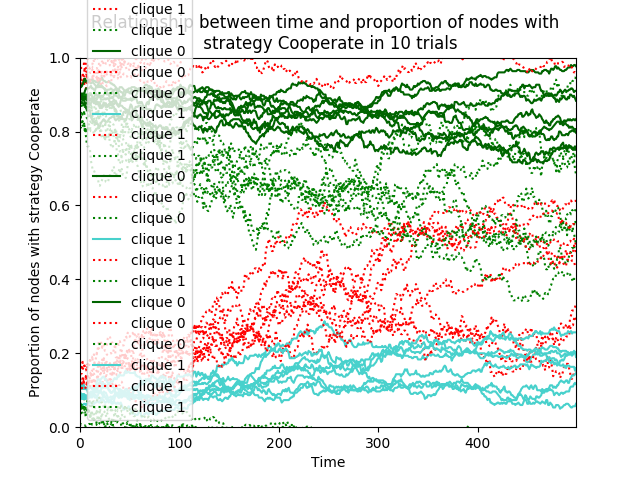 Relationship between time and proportion of nodes with
strategy Cooperate in 10 trials
clique 1
clique 1
clique 0
clique 0
clique 0
clique 1
clique 1
clique 1
clique 0
clique 0
clique 0
clique 1
clique 1
clique 1
clique 0
clique 0
clique 0
clique 1
clique 1
clique 1
Proportion of nodes with strategy Cooperate
1.0
0.8
0.6
0.4
0.2
0.0
0
100
200
300
400
Time